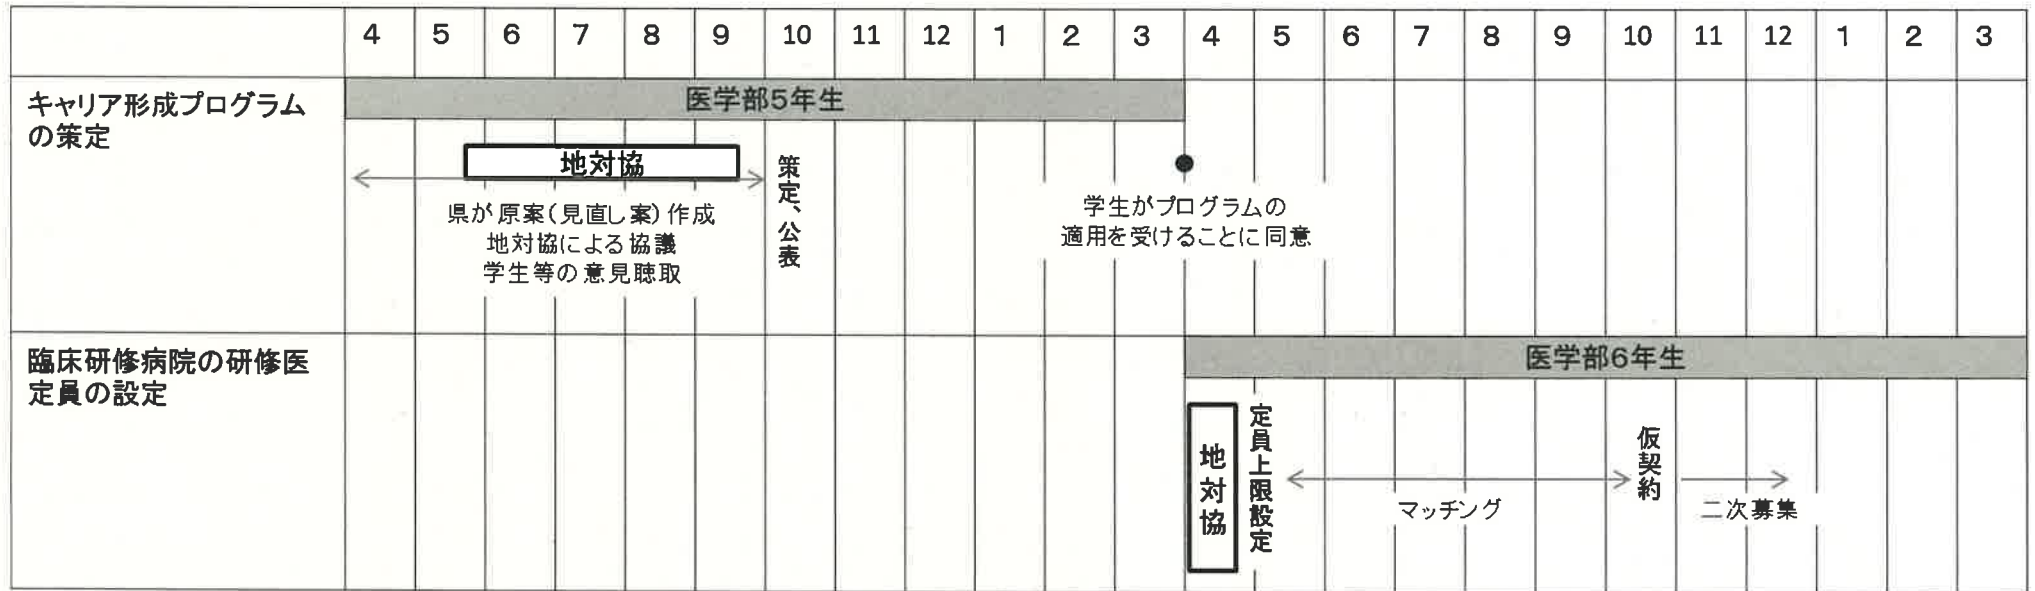 4 5 6 7 8 9 10 11 12 1 2 3 4 5 6 7 8 9 10 11 12 1 2 3
キャリア形成プログラム
の策定
医学部5年生
地対協
県が原案(見直し案)作成
地対協による協議
学生等の意見聴取
策定、公表
学生がプログラムの
適用を受けることに同意
臨床研修病院の研修医
定員の設定
医学部6年生
地対協
定員上限設定
マッチング
仮契約
二次募集